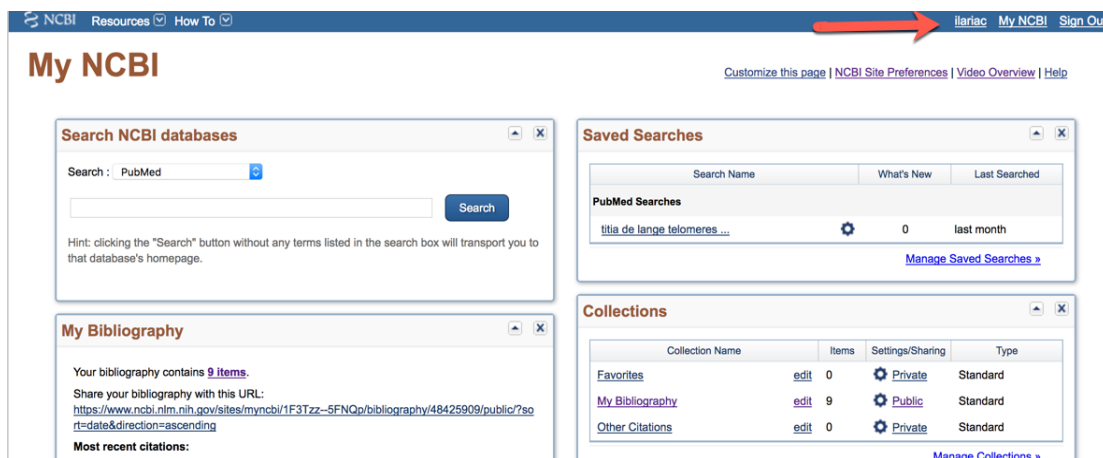 NCBI Resources How To ilariac My NCBI Sign Ou
My NCBI
Customize this page | NCBI Site Preferences | Video Overview | Help
Search NCBI databases
Search : PubMed
Search
Hint: clicking the "Search" button without any terms listed in the search box will transport you to
that database's homepage.
My Bibliography
Your bibliography contains 9 items.
Share your bibliography with this URL:
https://www.ncbi.nlm.nih.gov/sites/myncbi/1F3Tzz--5FNQp/bibliography/48425909/public/?so
rt=date&direction=ascending
Most recent citations:
Saved Searches
Search Name What's New Last Searched
PubMed Searches
titia de lange telomeres ... 0 last month
Manage Saved Searches »
Collections
Collection Name Items Settings/Sharing Type
Favorites edit 0 Private Standard
My Bibliography edit 9 Public Standard
Other Citations edit 0 Private Standard
Manage Collections »